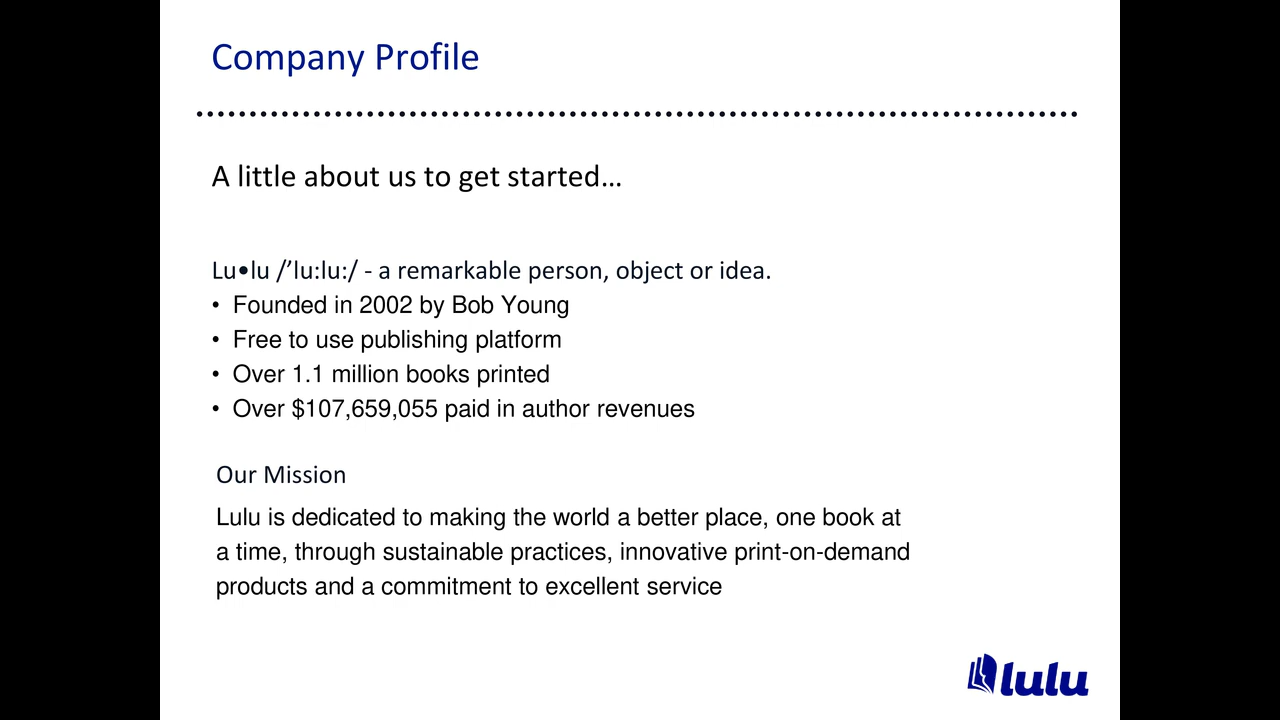 Company Profile
A little about us to get started…
Lu•lu /’lu:lu:/ - a remarkable person, object or idea.
• Founded in 2002 by Bob Young
• Free to use publishing platform
• Over 1.1 million books printed
• Over $107,659,055 paid in author revenues
Our Mission
Lulu is dedicated to making the world a better place, one book at
a time, through sustainable practices, innovative print-on-demand
products and a commitment to excellent service
lulu